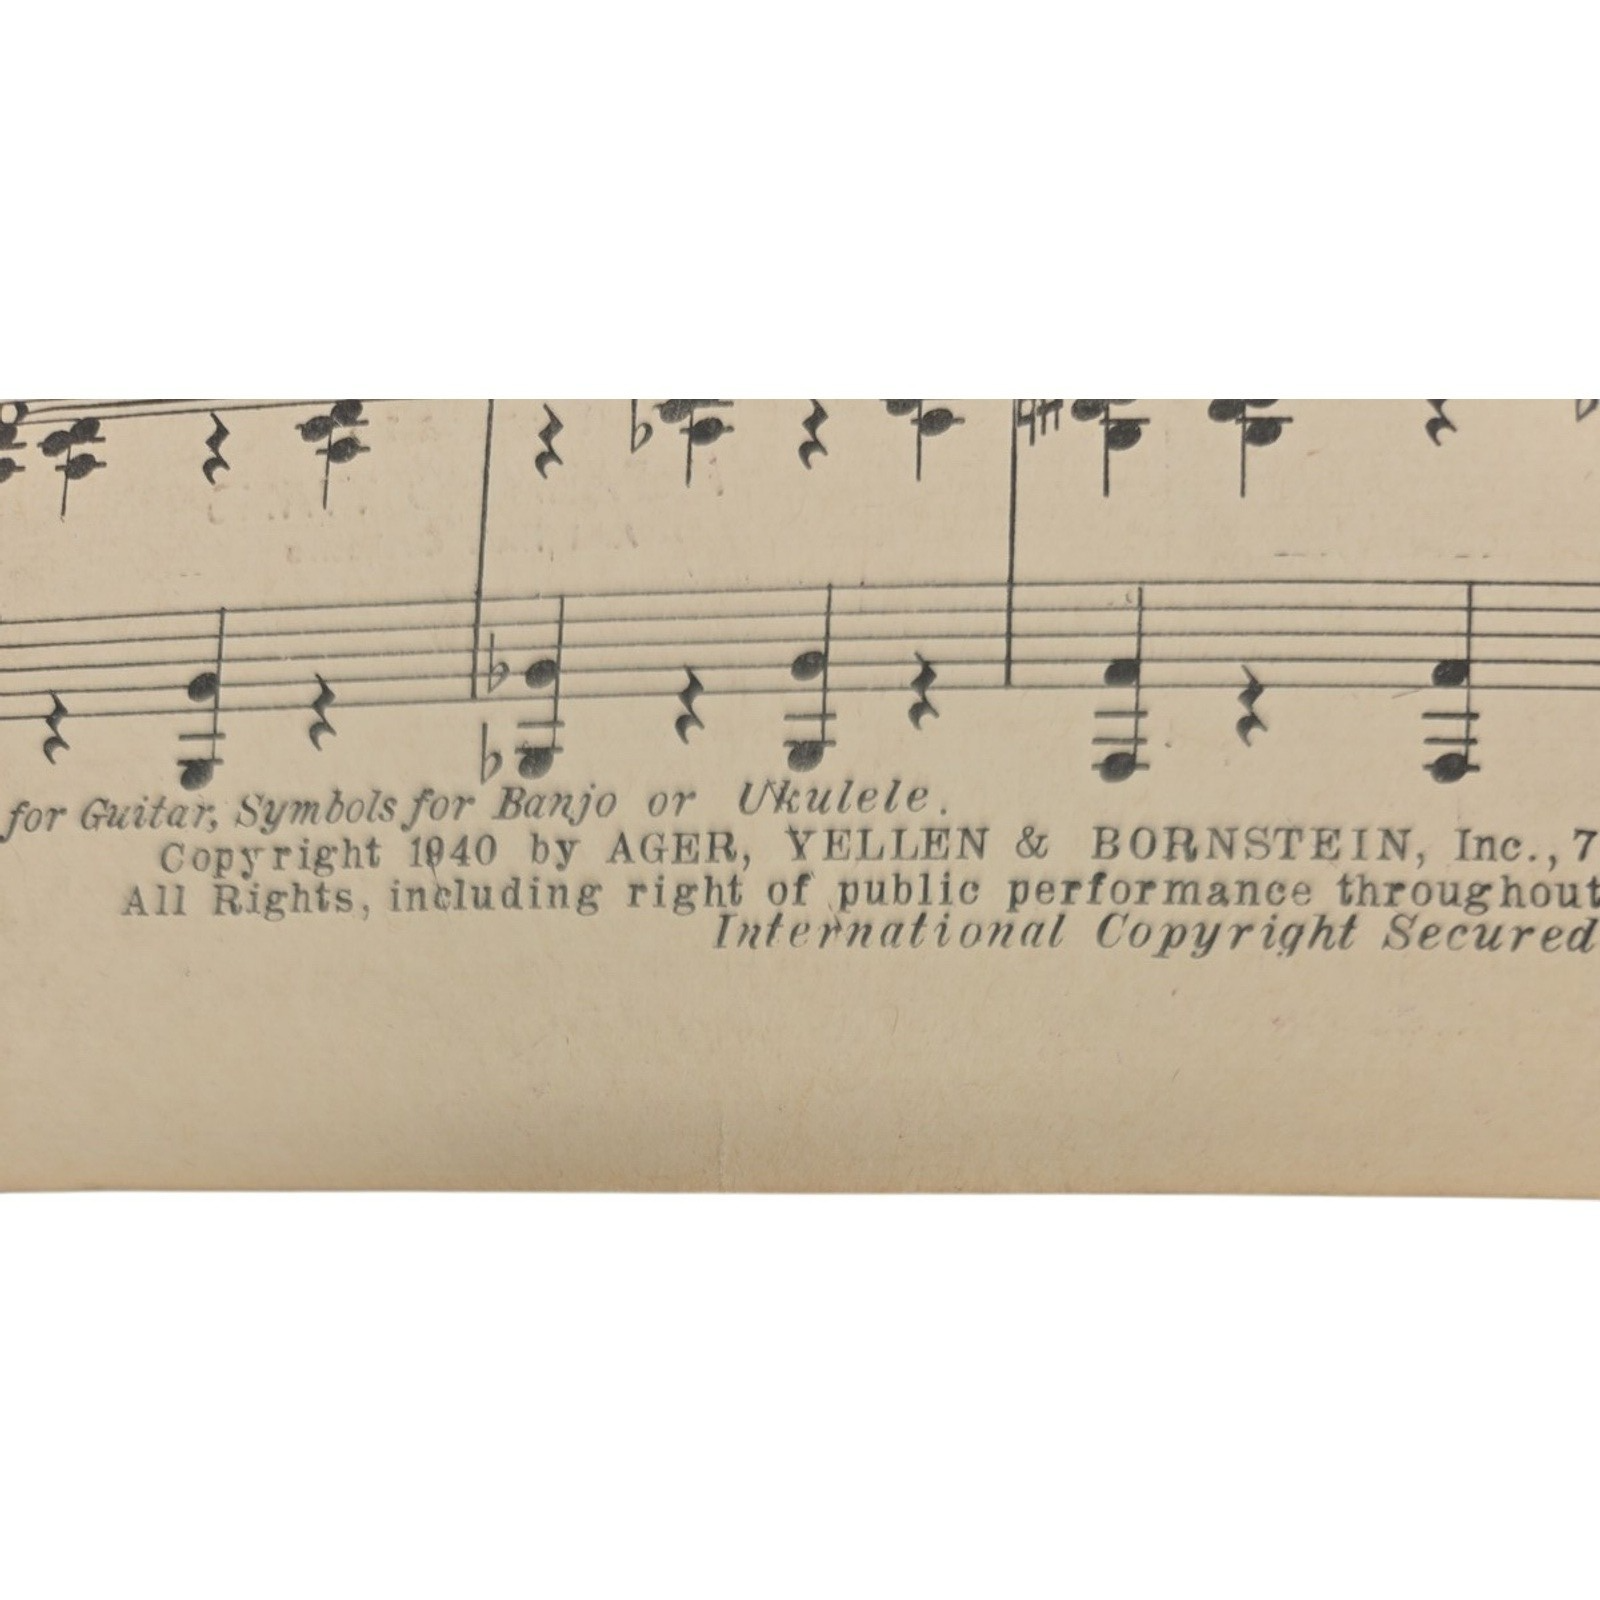 for Guitar, Symbols for Banjo or Ukulele.
Copyright 1940 by AGER, YELLEN & BORNSTEIN, Inc., 7
All Rights, including right of public performance throughout
International Copyright Secured